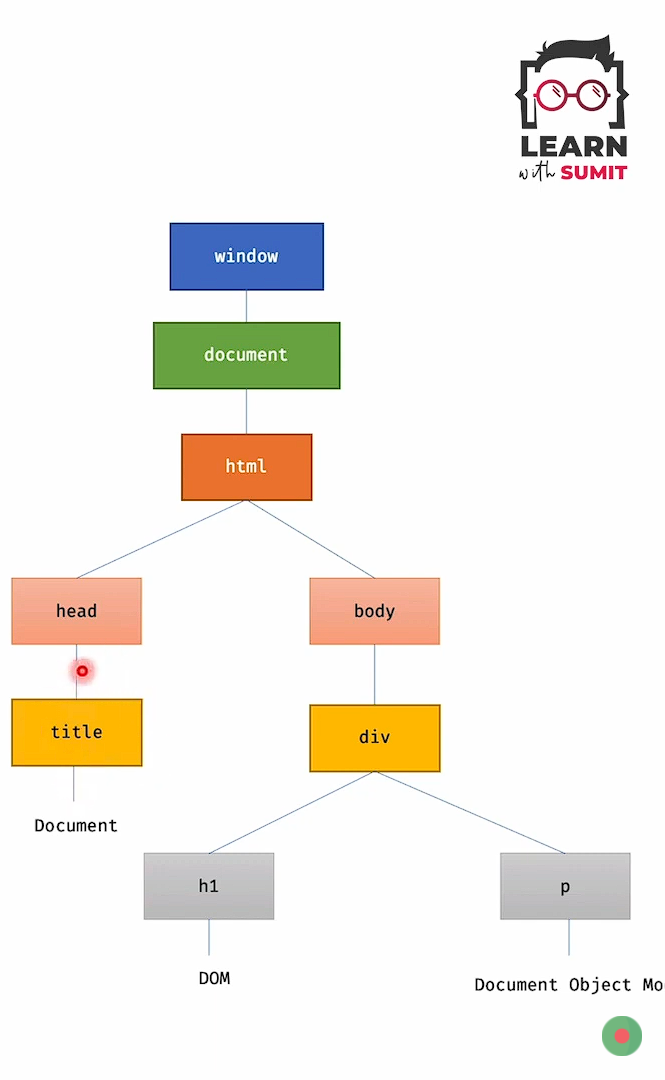 LEARN
with SUMIT
window
document
html
head
body
title
div
Document
h1
p
DOM
Document Object Mo